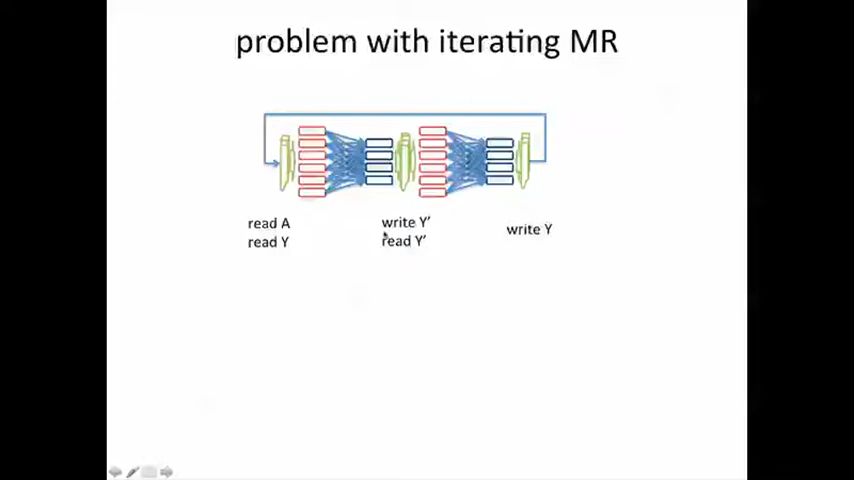 problem with iterating MR
read A
read Y
write Y’
read Y’
write Y